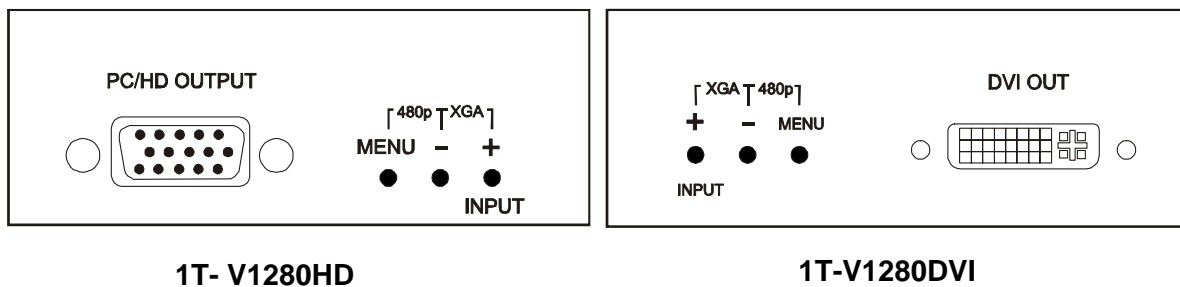 PC/HD OUTPUT
480p XGA
MENU - +
INPUT
1T- V1280HD
XGA 480p
+ - MENU
INPUT
DVI OUT
1T-V1280DVI